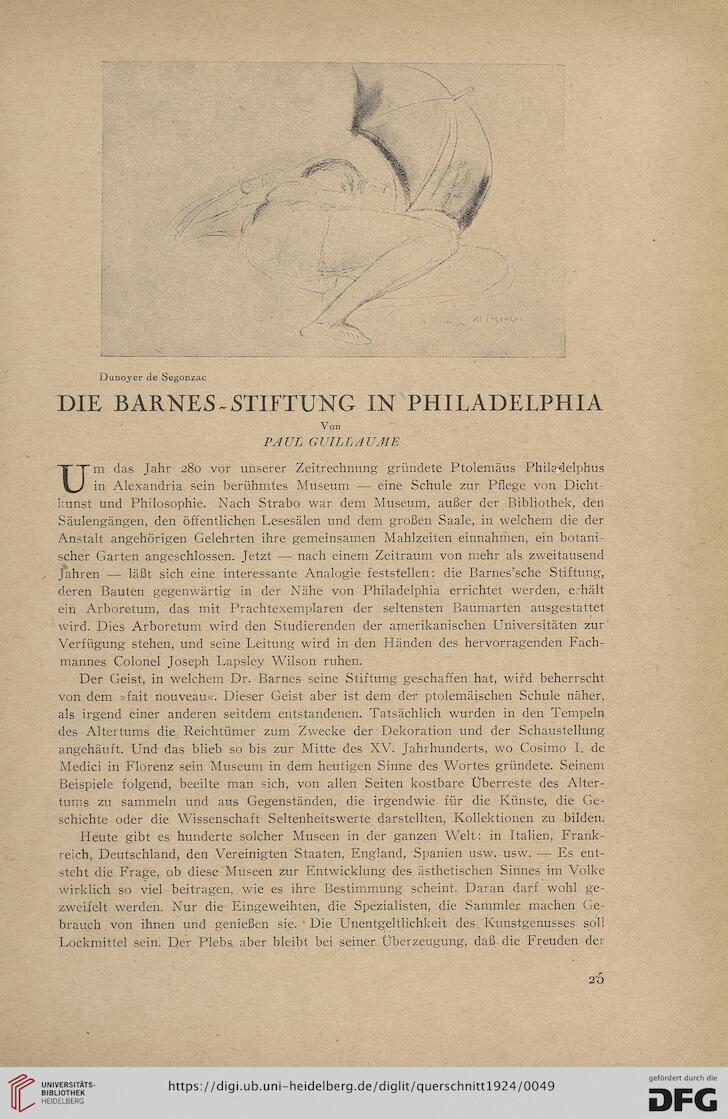 Dunoyer de Segonzac
DIE BARNES-STIFTUNG IN PHILADELPHIA
Von
PAUL GUILLAUME
Um das Jahr 280 vor unserer Zeitrechnung gründete Ptolemäus Philadelphus
in Alexandria sein berühmtes Museum — eine Schule zur Pflege von Dicht-
kunst und Philosophie. Nach Strabo war dem Museum, außer der Bibliothek, den
Säulengängen, den öffentlichen Lesesälen und dem großen Saale, in welchem die der
Anstalt angehörigen Gelehrten ihre gemeinsamen Mahlzeiten einnahmen, ein botani-
scher Garten angeschlossen. Jetzt — nach einem Zeitraum von mehr als zweitausend
Jahren — läßt sich eine interessante Analogie feststellen: die Barnes'sche Stiftung,
deren Bauten gegenwärtig in der Nähe von Philadelphia errichtet werden, erhält
ein Arboretum, das mit Prachtexemplaren der seltensten Baumarten ausgestattet
wird. Dies Arboretum wird den Studierenden der amerikanischen Universitäten zur
Verfügung stehen, und seine Leitung wird in den Händen des hervorragenden Fach-
mannes Colonel Joseph Lapsley Wilson ruhen.
Der Geist, in welchem Dr. Barnes seine Stiftung geschaffen hat, wird beherrscht
von dem »fait nouveau«. Dieser Geist aber ist dem der ptolemäischen Schule näher,
als irgend einer anderen seitdem entstandenen. Tatsächlich wurden in den Tempeln
des Altertums die Reichtümer zum Zwecke der Dekoration und der Schaustellung
angehäuft. Und das blieb so bis zur Mitte des XV. Jahrhunderts, wo Cosimo I. de
Medici in Florenz sein Museum in dem heutigen Sinne des Wortes gründete. Seinem
Beispiele folgend, beeilte man sich, von allen Seiten kostbare Überreste des Alter-
tums zu sammeln und aus Gegenständen, die irgendwie für die Künste, die Ge-
schichte oder die Wissenschaft Seltenheitswerte darstellten, Kollektionen zu bilden.
Heute gibt es hunderte solcher Museen in der ganzen Welt: in Italien, Frank-
reich, Deutschland, den Vereinigten Staaten, England, Spanien usw. usw. — Es ent-
steht die Frage, ob diese Museen zur Entwicklung des ästhetischen Sinnes im Volke
wirklich so viel beitragen, wie es ihre Bestimmung scheint. Daran darf wohl ge-
zweifelt werden. Nur die Eingeweihten, die Spezialisten, die Sammler machen Ge-
brauch von ihnen und genießen sie. Die Unentgeltlichkeit des Kunstgenusses soll
Lockmittel sein. Der Plebs aber bleibt bei seiner Überzeugung, daß die Freuden der
25
UNIVERSITÄTS-
BIBLIOTHEK
HEIDELBERG
https://digi.ub.uni-heidelberg.de/diglit/querschnitt1924/0049
gefördert durch die
DFG